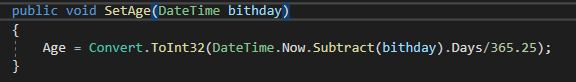 public void SetAge(DateTime bithday)
{
Age = Convert.ToInt32(DateTime.Now.Subtract(bithday).Days/365.25);
}